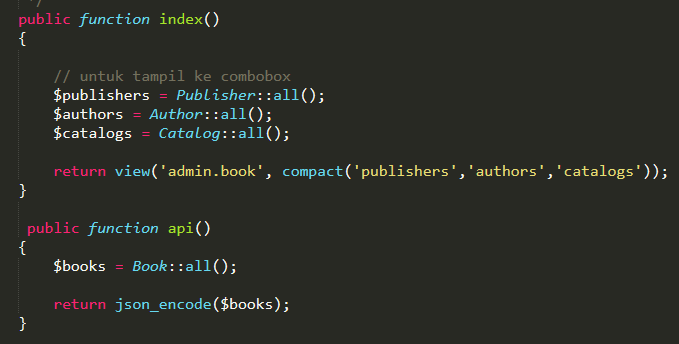 */
public function index()
{
// untuk tampil ke combobox
$publishers = Publisher::all();
$authors = Author::all();
$catalogs = Catalog::all();
return view('admin.book', compact('publishers','authors','catalogs'));
}
public function api()
{
$books = Book::all();
return json_encode($books);
}